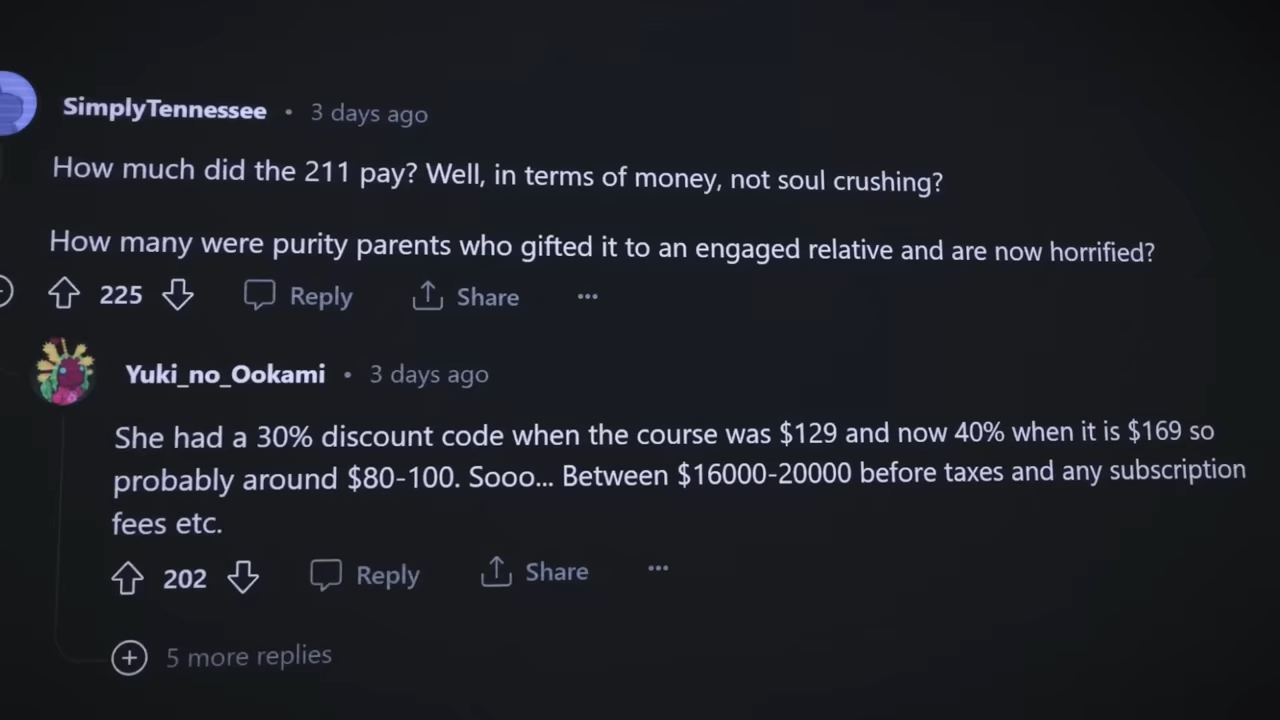 SimplyTennessee • 3 days ago
How much did the 211 pay? Well, in terms of money, not soul crushing?
How many were purity parents who gifted it to an engaged relative and are now horrified?
225 Reply Share ...
Yuki_no_Ookami • 3 days ago
She had a 30% discount code when the course was $129 and now 40% when it is $169 so
probably around $80-100. Sooo... Between $16000-20000 before taxes and any subscription
fees etc.
202 Reply Share ...
5 more replies